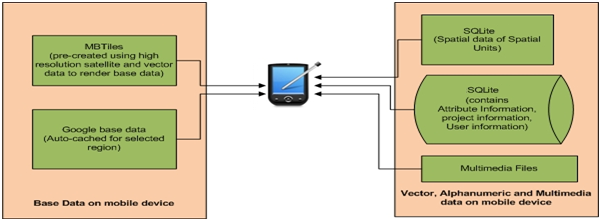 MBTiles
(pre-created using high
resolution satellite and vector
data to render base data)
Google base data
(Auto-cached for selected
region)
Base Data on mobile device
SQLite
(Spatial data of Spatial
Units)
SQLite
(contains
Attribute Information,
project information,
User information)
Multimedia Files
Vector, Alphanumeric and Multimedia
data on mobile device